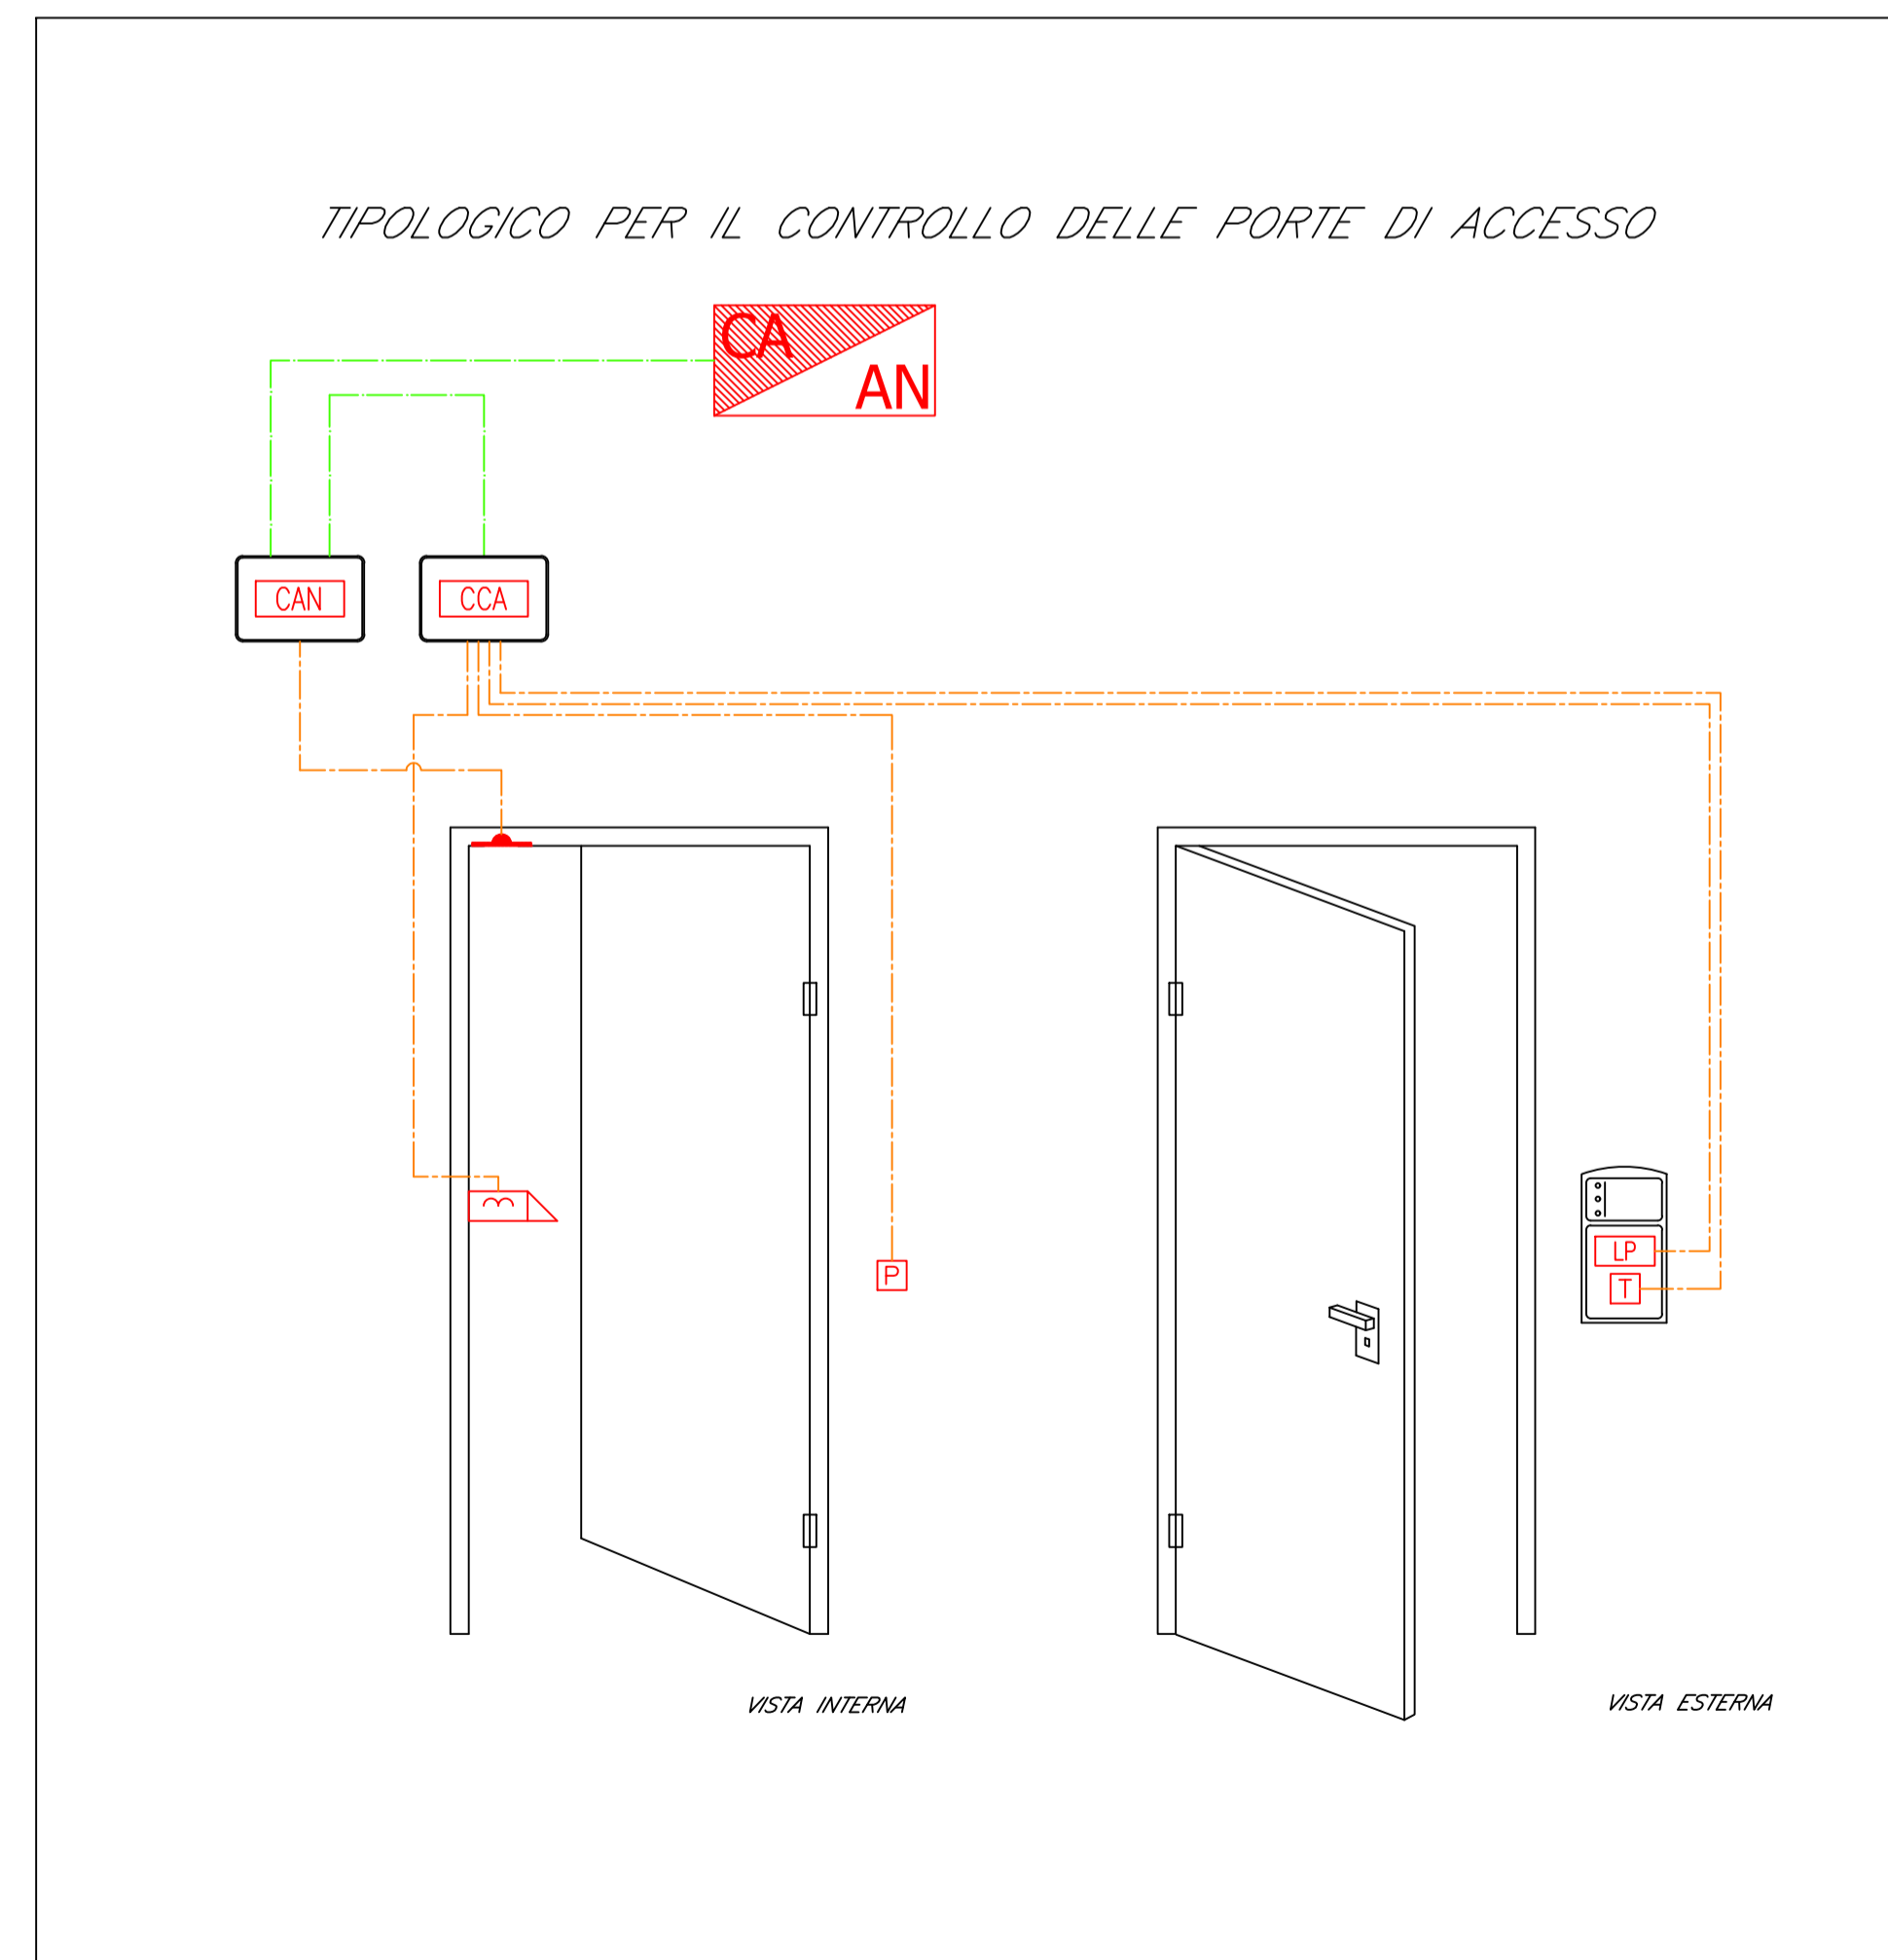 TIPOLOGICO PER IL CONTROLLO DELLE PORTE DI ACCESSO
CA
AN
CAN
CCA
LP
P
T
VISTA INTERNA
VISTA ESTERNA